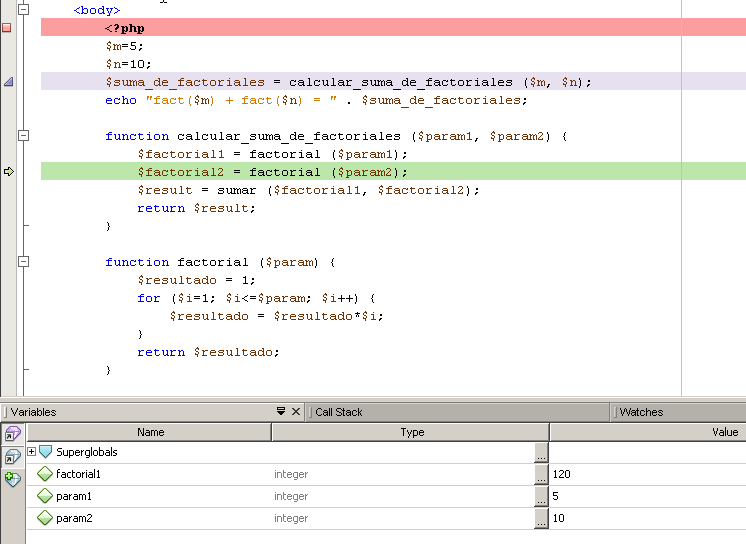 <body>
<?php
$m=5;
$n=10;
$suma_de_factoriales = calcular_suma_de_factoriales ($m, $n);
echo "fact($m) + fact($n) = " . $suma_de_factoriales;
function calcular_suma_de_factoriales ($param1, $param2) {
$factorial1 = factorial ($param1);
$factorial2 = factorial ($param2);
$result = sumar ($factorial1, $factorial2);
return $result;
}
function factorial ($param) {
$resultado = 1;
for ($i=1; $i<=$param; $i++) {
$resultado = $resultado*$i;
}
return $resultado;
}
Variables Call Stack Watches
Name Type Value
Superglobals ...
factorial1 integer ... 120
param1 integer ... 5
param2 integer ... 10